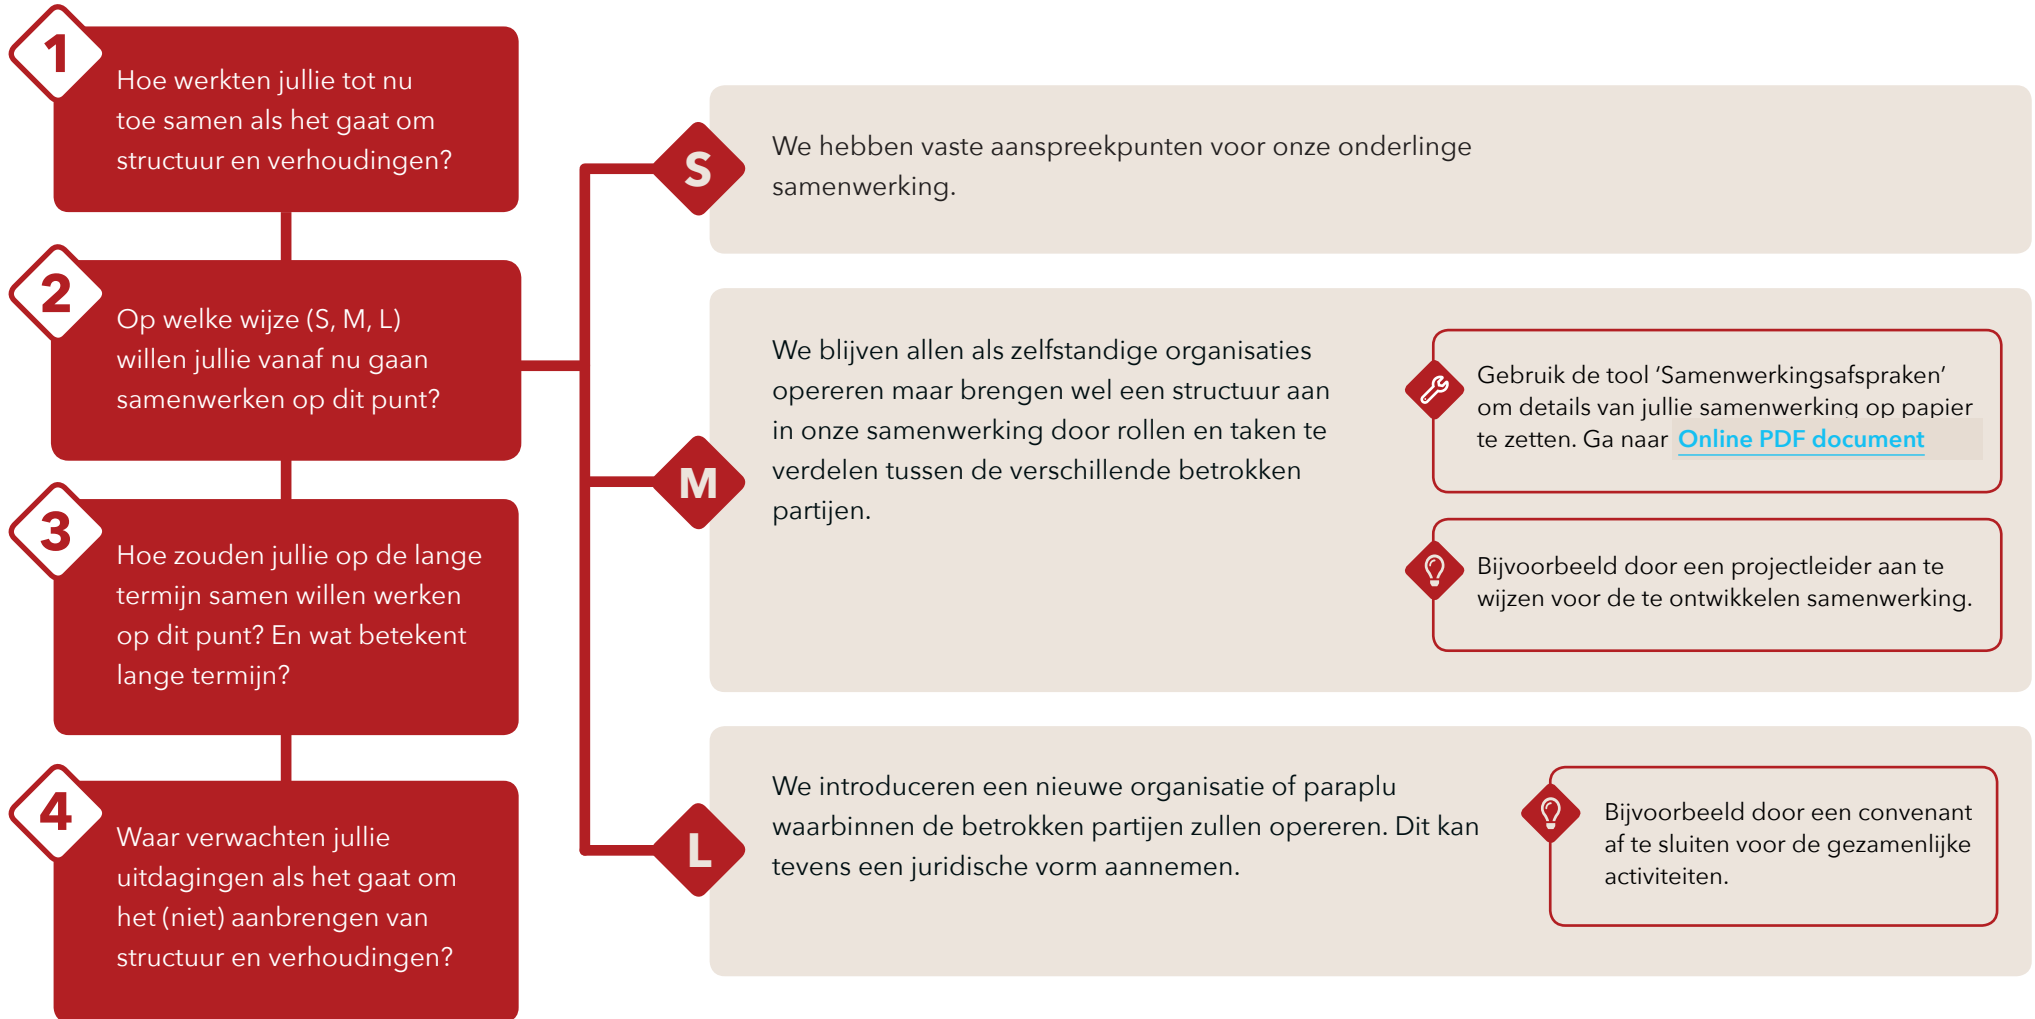 1
Hoe werkten jullie tot nu
toe samen als het gaat om
structuur en verhoudingen?
2
Op welke wijze (S, M, L)
willen jullie vanaf nu gaan
samenwerken op dit punt?
3
Hoe zouden jullie op de lange
termijn samen willen werken
op dit punt? En wat betekent
lange termijn?
4
Waar verwachten jullie
uitdagingen als het gaat om
het (niet) aanbrengen van
structuur en verhoudingen?
S
We hebben vaste aanspreekpunten voor onze onderlinge
samenwerking.
M
We blijven allen als zelfstandige organisaties
opereren maar brengen wel een structuur aan
in onze samenwerking door rollen en taken te
verdelen tussen de verschillende betrokken
partijen.
Gebruik de tool ‘Samenwerkingsafspraken’
om details van jullie samenwerking op papier
te zetten. Ga naar Online PDF document
Bijvoorbeeld door een projectleider aan te
wijzen voor de te ontwikkelen samenwerking.
L
We introduceren een nieuwe organisatie of paraplu
waarbinnen de betrokken partijen zullen opereren. Dit kan
tevens een juridische vorm aannemen.
Bijvoorbeeld door een convenant
af te sluiten voor de gezamenlijke
activiteiten.